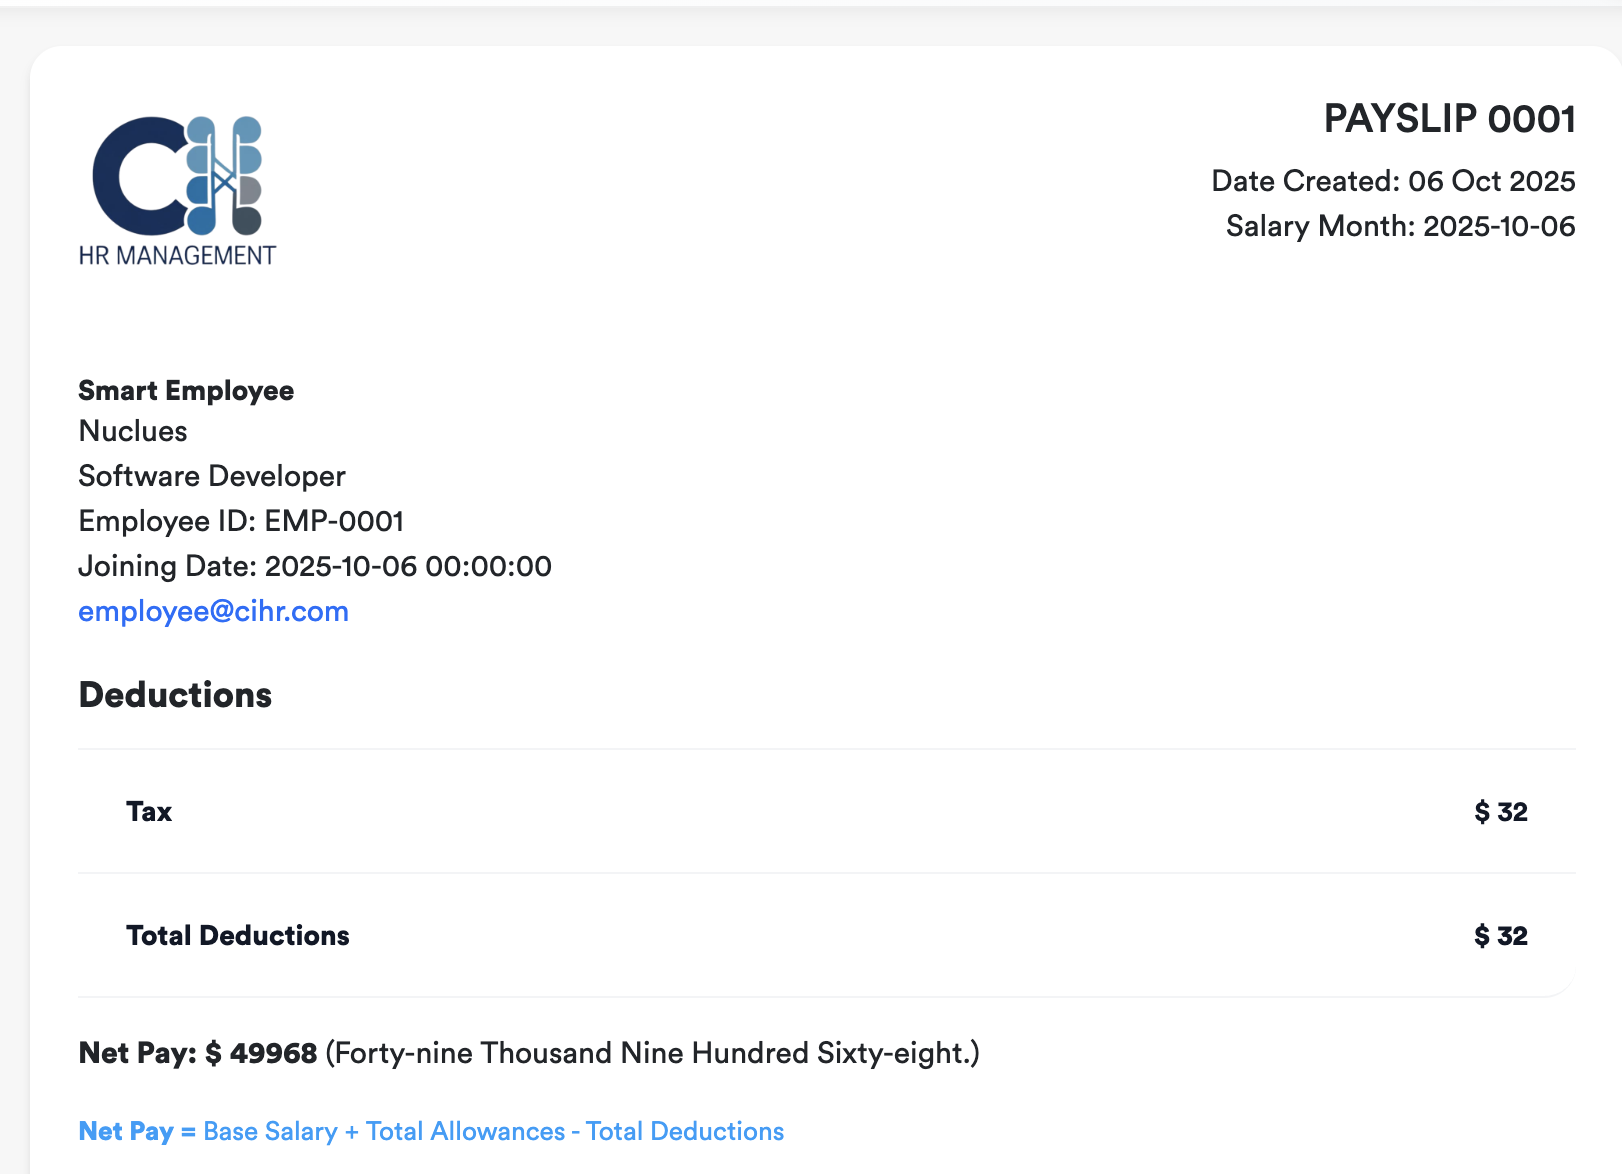 CH
HR MANAGEMENT
PAYSLIP 0001
Date Created: 06 Oct 2025
Salary Month: 2025-10-06
Smart Employee
Nuclues
Software Developer
Employee ID: EMP-0001
Joining Date: 2025-10-06 00:00:00
employee@cihr.com
Deductions
Tax $ 32
Total Deductions $ 32
Net Pay: $ 49968 (Forty-nine Thousand Nine Hundred Sixty-eight.)
Net Pay = Base Salary + Total Allowances - Total Deductions